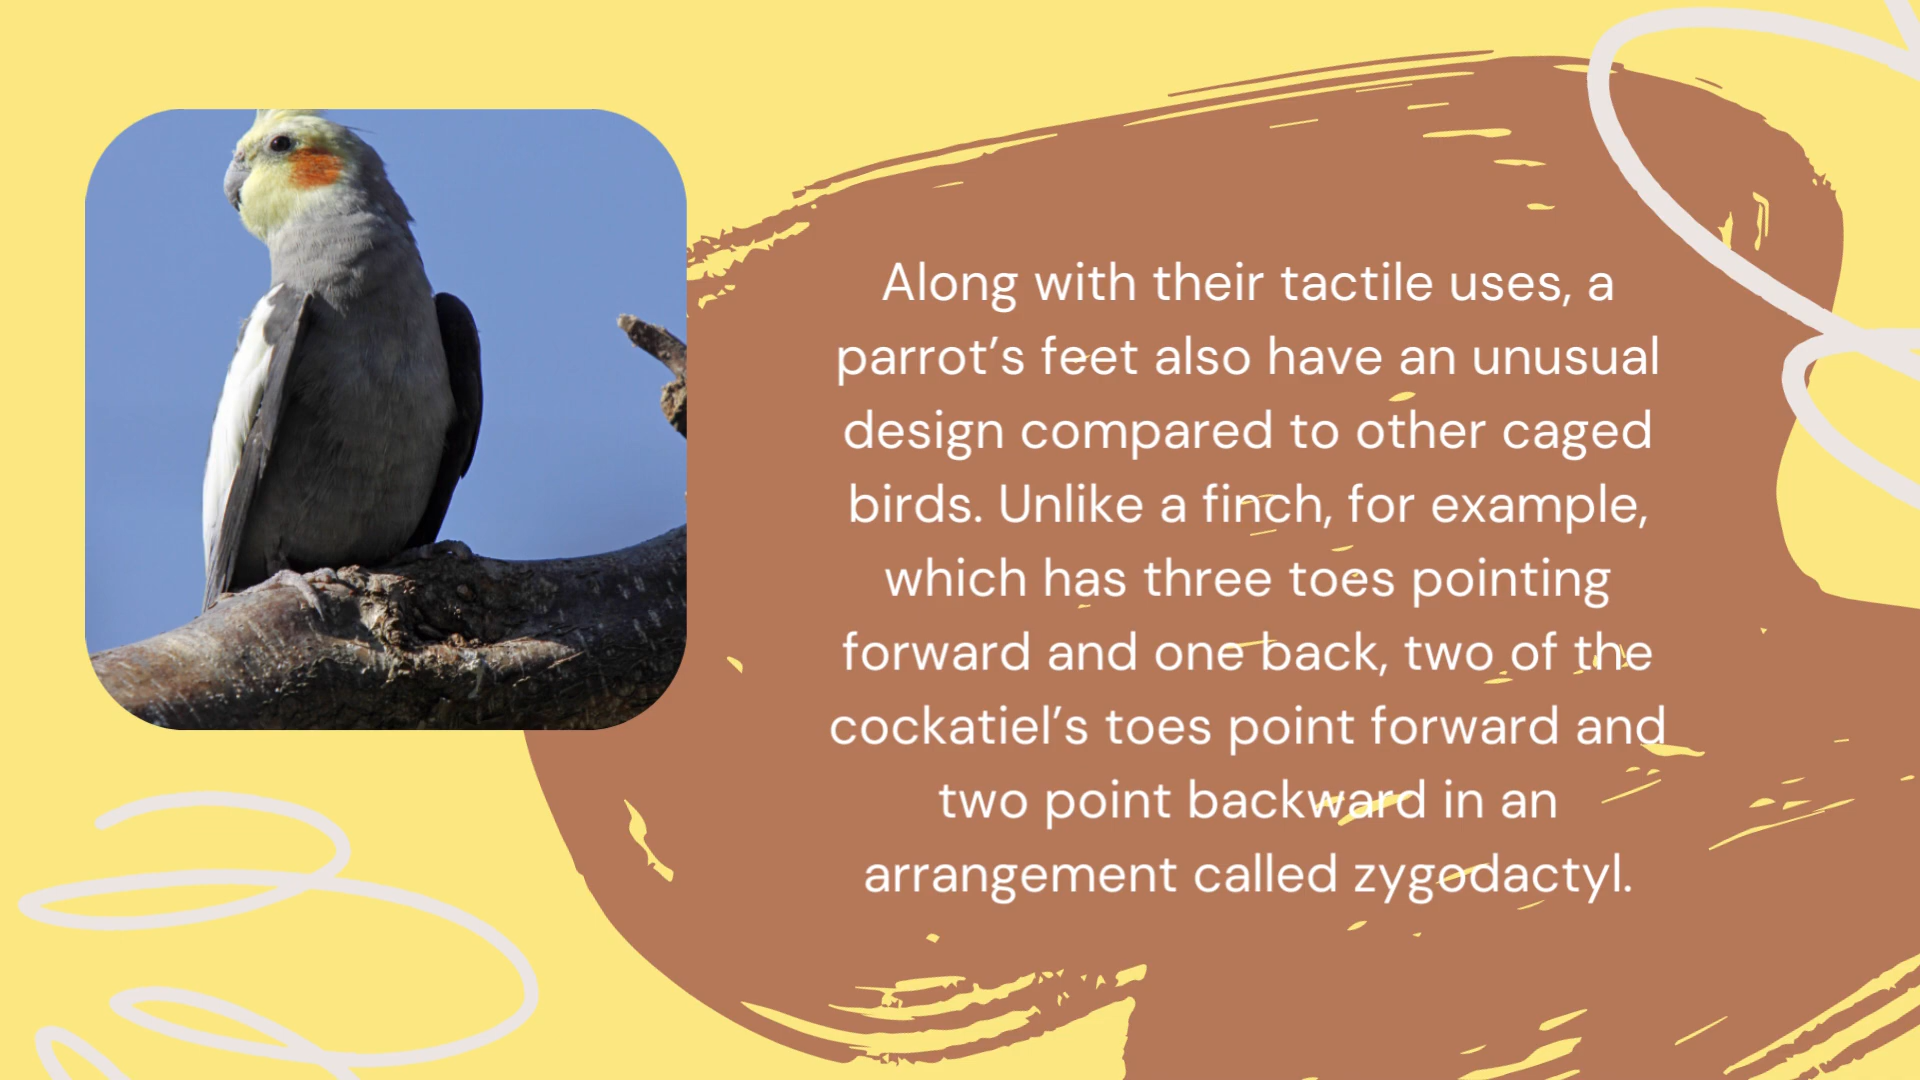 Along with their tactile uses, a
parrot’s feet also have an unusual
design compared to other caged
birds. Unlike a finch, for example,
which has three toes pointing
forward and one back, two of the
cockatiel’s toes point forward and
two point backward in an
arrangement called zygodactyl.